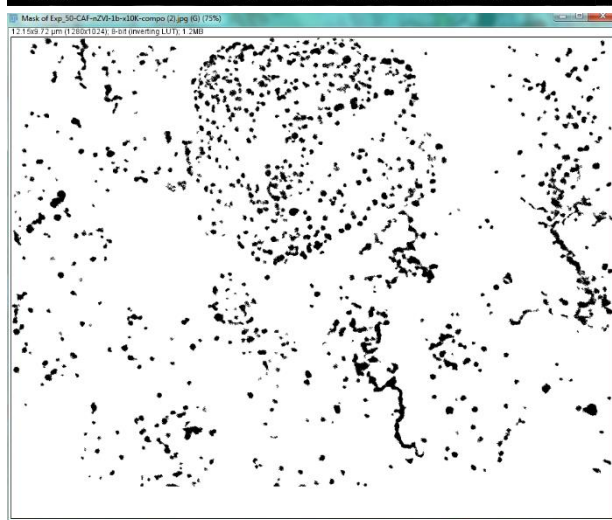 Mask of Exp_50-CAF-nZVI-1b-x10K-compo (2).jpg (G) (75%)
12.15x9.72 µm (1280x1024); 8-bit (inverting LUT); 1.2MB